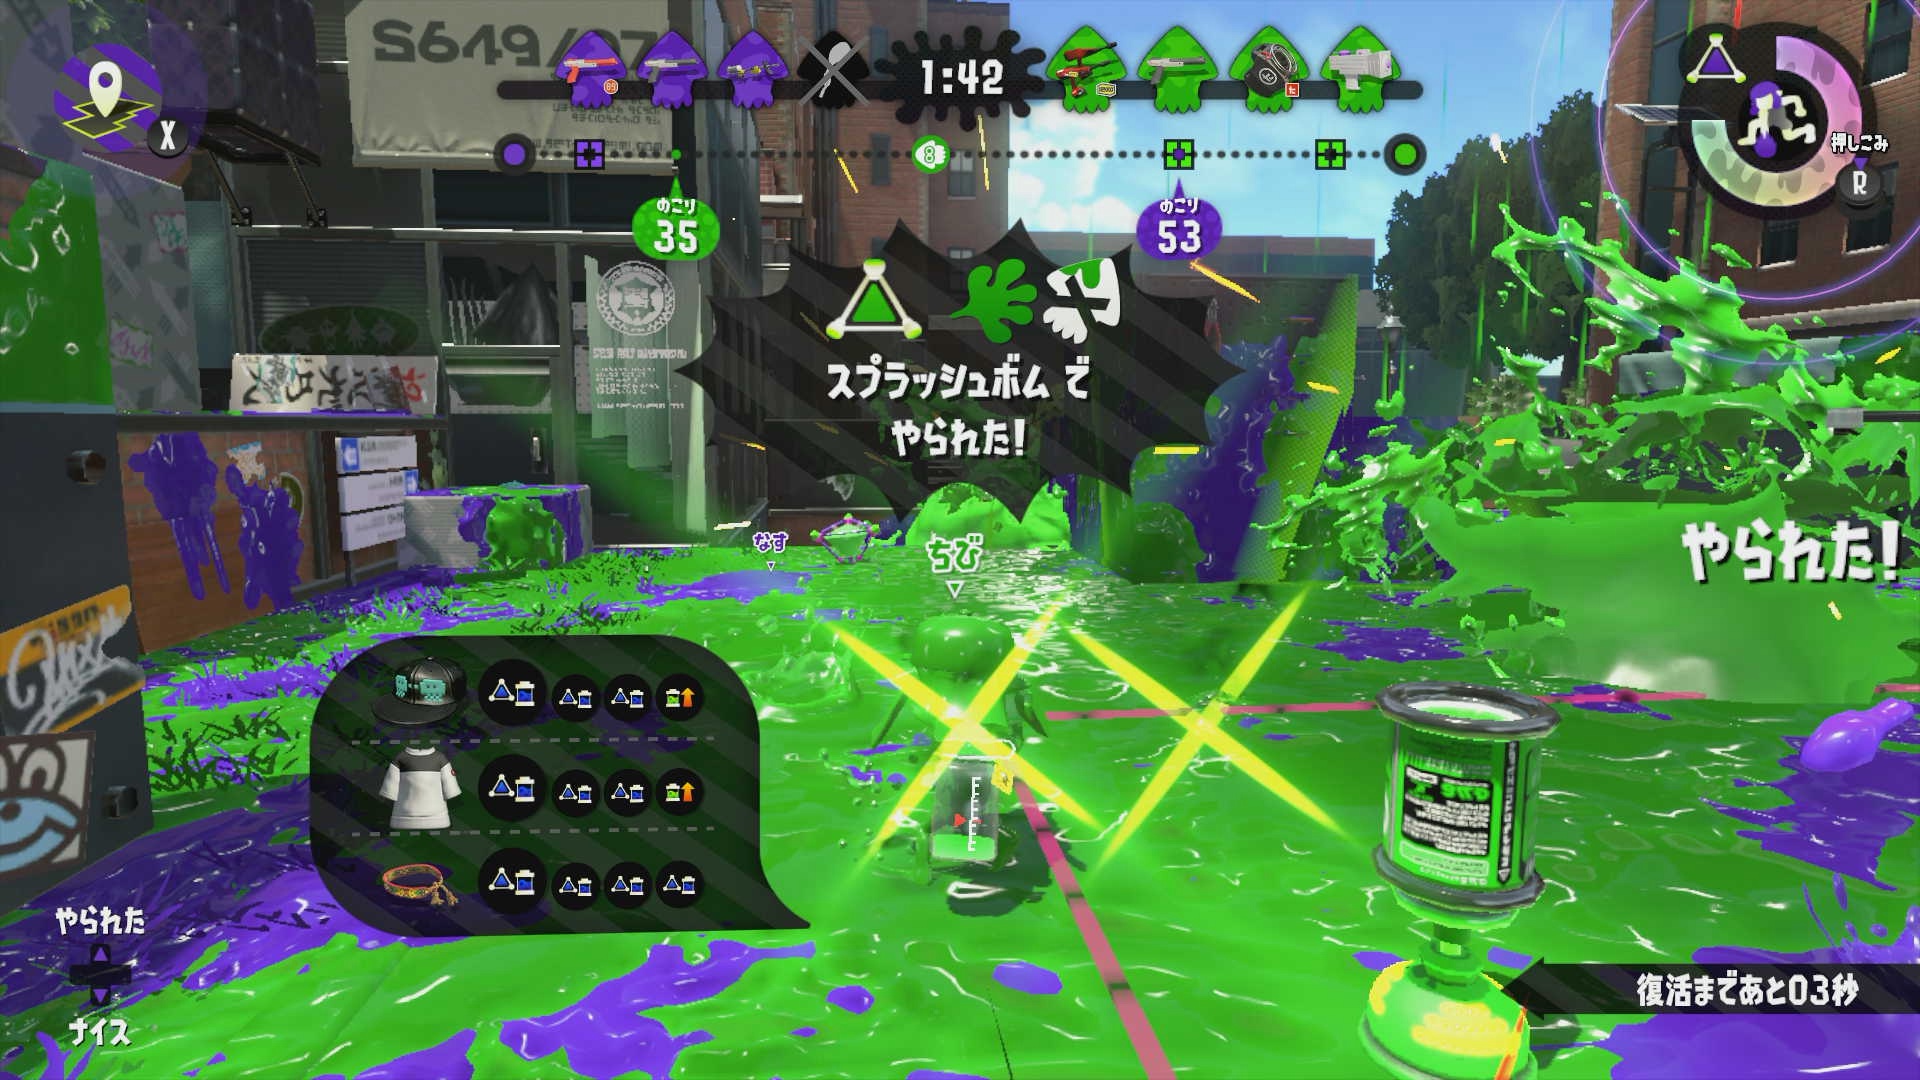 1:42
X
押しこみ
R
8
のこり
35
のこり
53
スプラッシュボム で
やられた!
なす
ちび
やられた!
やられた
ナイス
復活まであと03秒